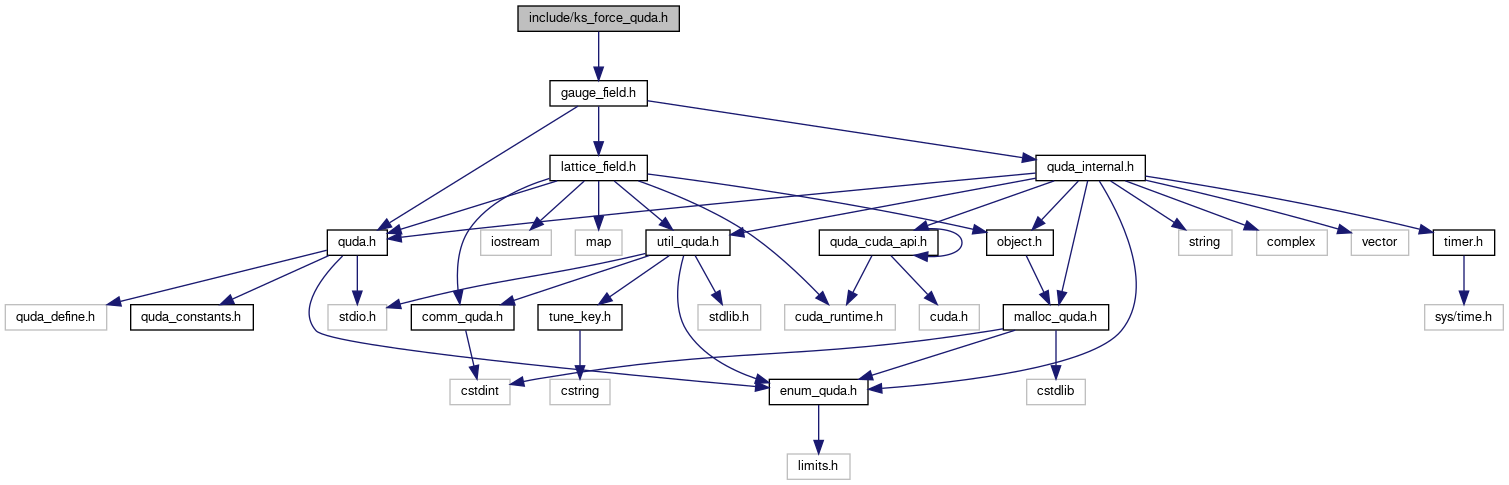 include/ks_force_quda.h
gauge_field.h
lattice_field.h
quda_internal.h
quda.h
iostream
map
util_quda.h
quda_cuda_api.h
object.h
string
complex
vector
timer.h
quda_define.h
quda_constants.h
stdio.h
comm_quda.h
tune_key.h
stdlib.h
cuda_runtime.h
cuda.h
malloc_quda.h
sys/time.h
cstdint
cstring
enum_quda.h
cstdlib
limits.h